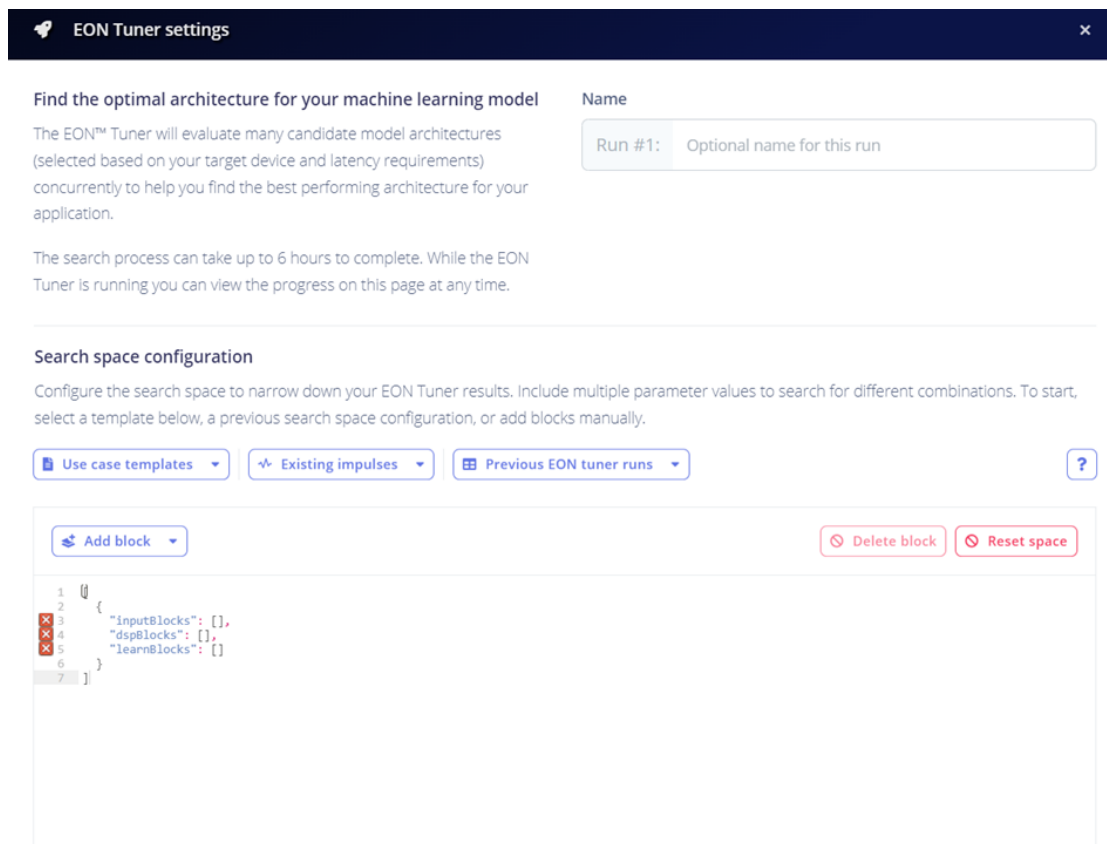 EON Tuner settings
×
Find the optimal architecture for your machine learning model
The EON™ Tuner will evaluate many candidate model architectures
(selected based on your target device and latency requirements)
concurrently to help you find the best performing architecture for your
application.
The search process can take up to 6 hours to complete. While the EON
Tuner is running you can view the progress on this page at any time.
Name
Run #1: Optional name for this run
Search space configuration
Configure the search space to narrow down your EON Tuner results. Include multiple parameter values to search for different combinations. To start,
select a template below, a previous search space configuration, or add blocks manually.
Use case templates Existing impulses Previous EON tuner runs ?
Add block Delete block Reset space
1 [
2 {
3 "inputBlocks": [],
4 "dspBlocks": [],
5 "learnBlocks": []
6 }
7 ]